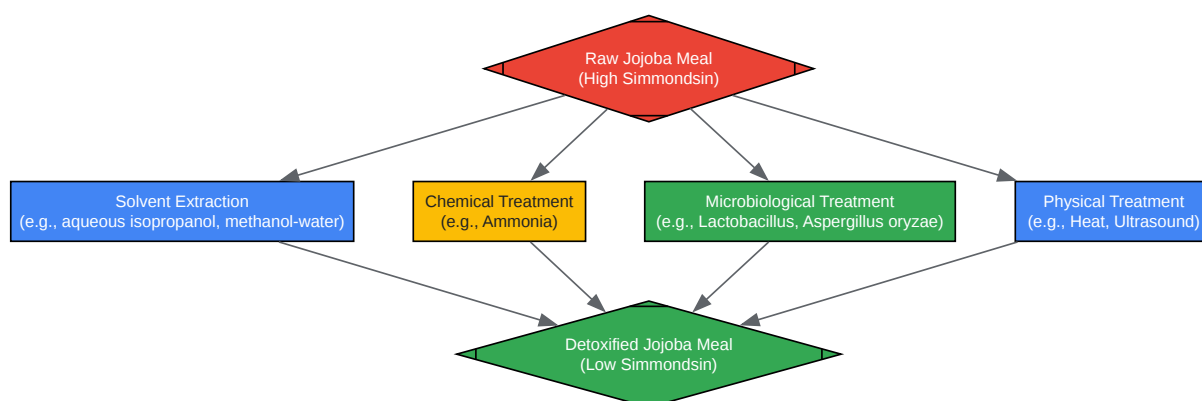 Raw Jojoba Meal
(High Simmondsin)
Solvent Extraction
(e.g., aqueous isopropanol, methanol-water)
Chemical Treatment
(e.g., Ammonia)
Microbiological Treatment
(e.g., Lactobacillus, Aspergillus oryzae)
Physical Treatment
(e.g., Heat, Ultrasound)
Detoxified Jojoba Meal
(Low Simmondsin)